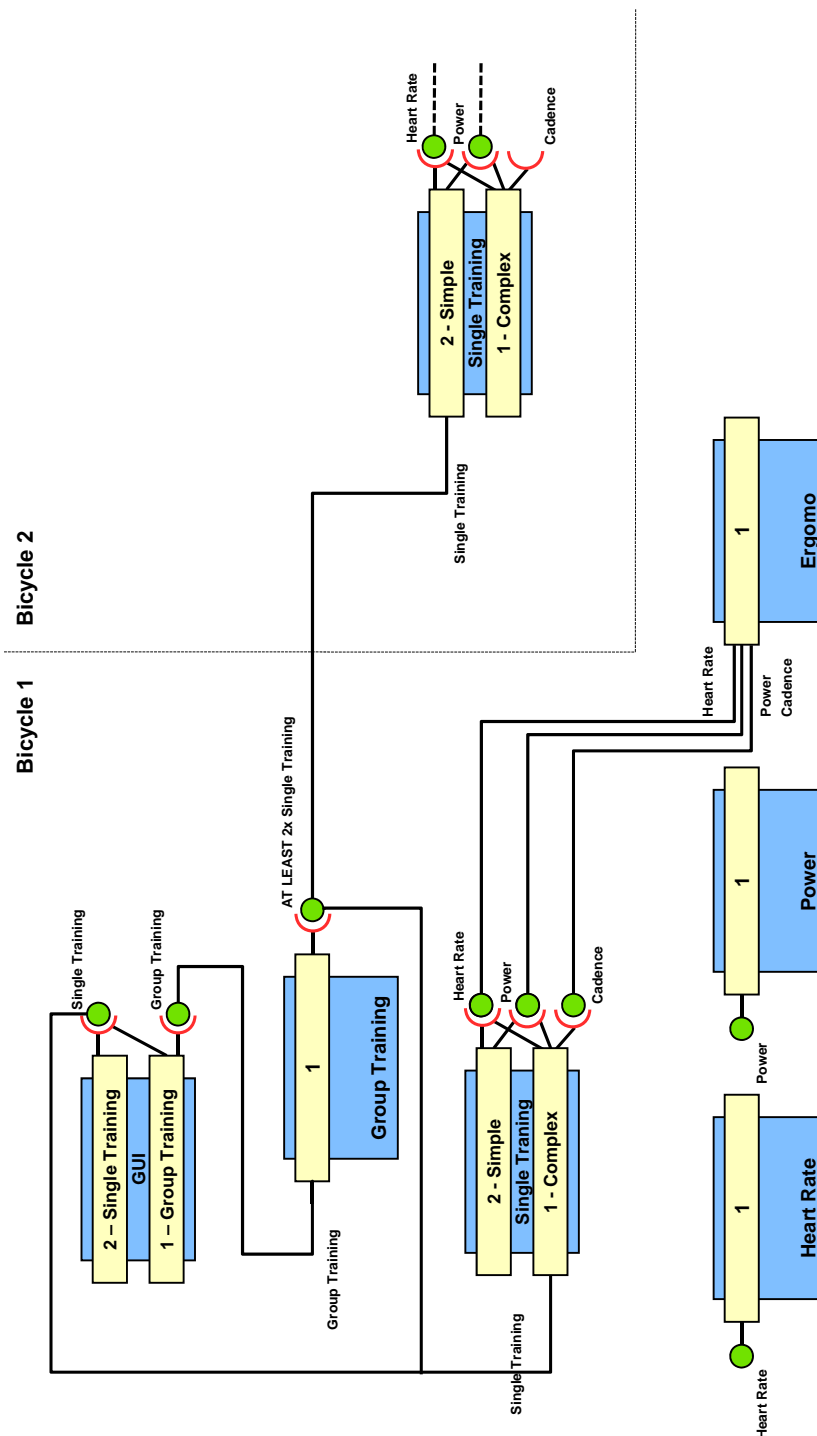 Bicycle 1
Bicycle 2
Single Training
2 – Single Training
GUI
1 – Group Training
Group Training
AT LEAST 2x Single Training
1
Group Training
Group Training
Heart Rate
Power
Cadence
2 - Simple
Single Training
1 - Complex
Single Training
Heart Rate
Power
Cadence
2 - Simple
Single Traning
1 - Complex
Single Training
Heart Rate
Power
Cadence
1
Heart Rate
Heart Rate
1
Power
Power
1
Ergomo